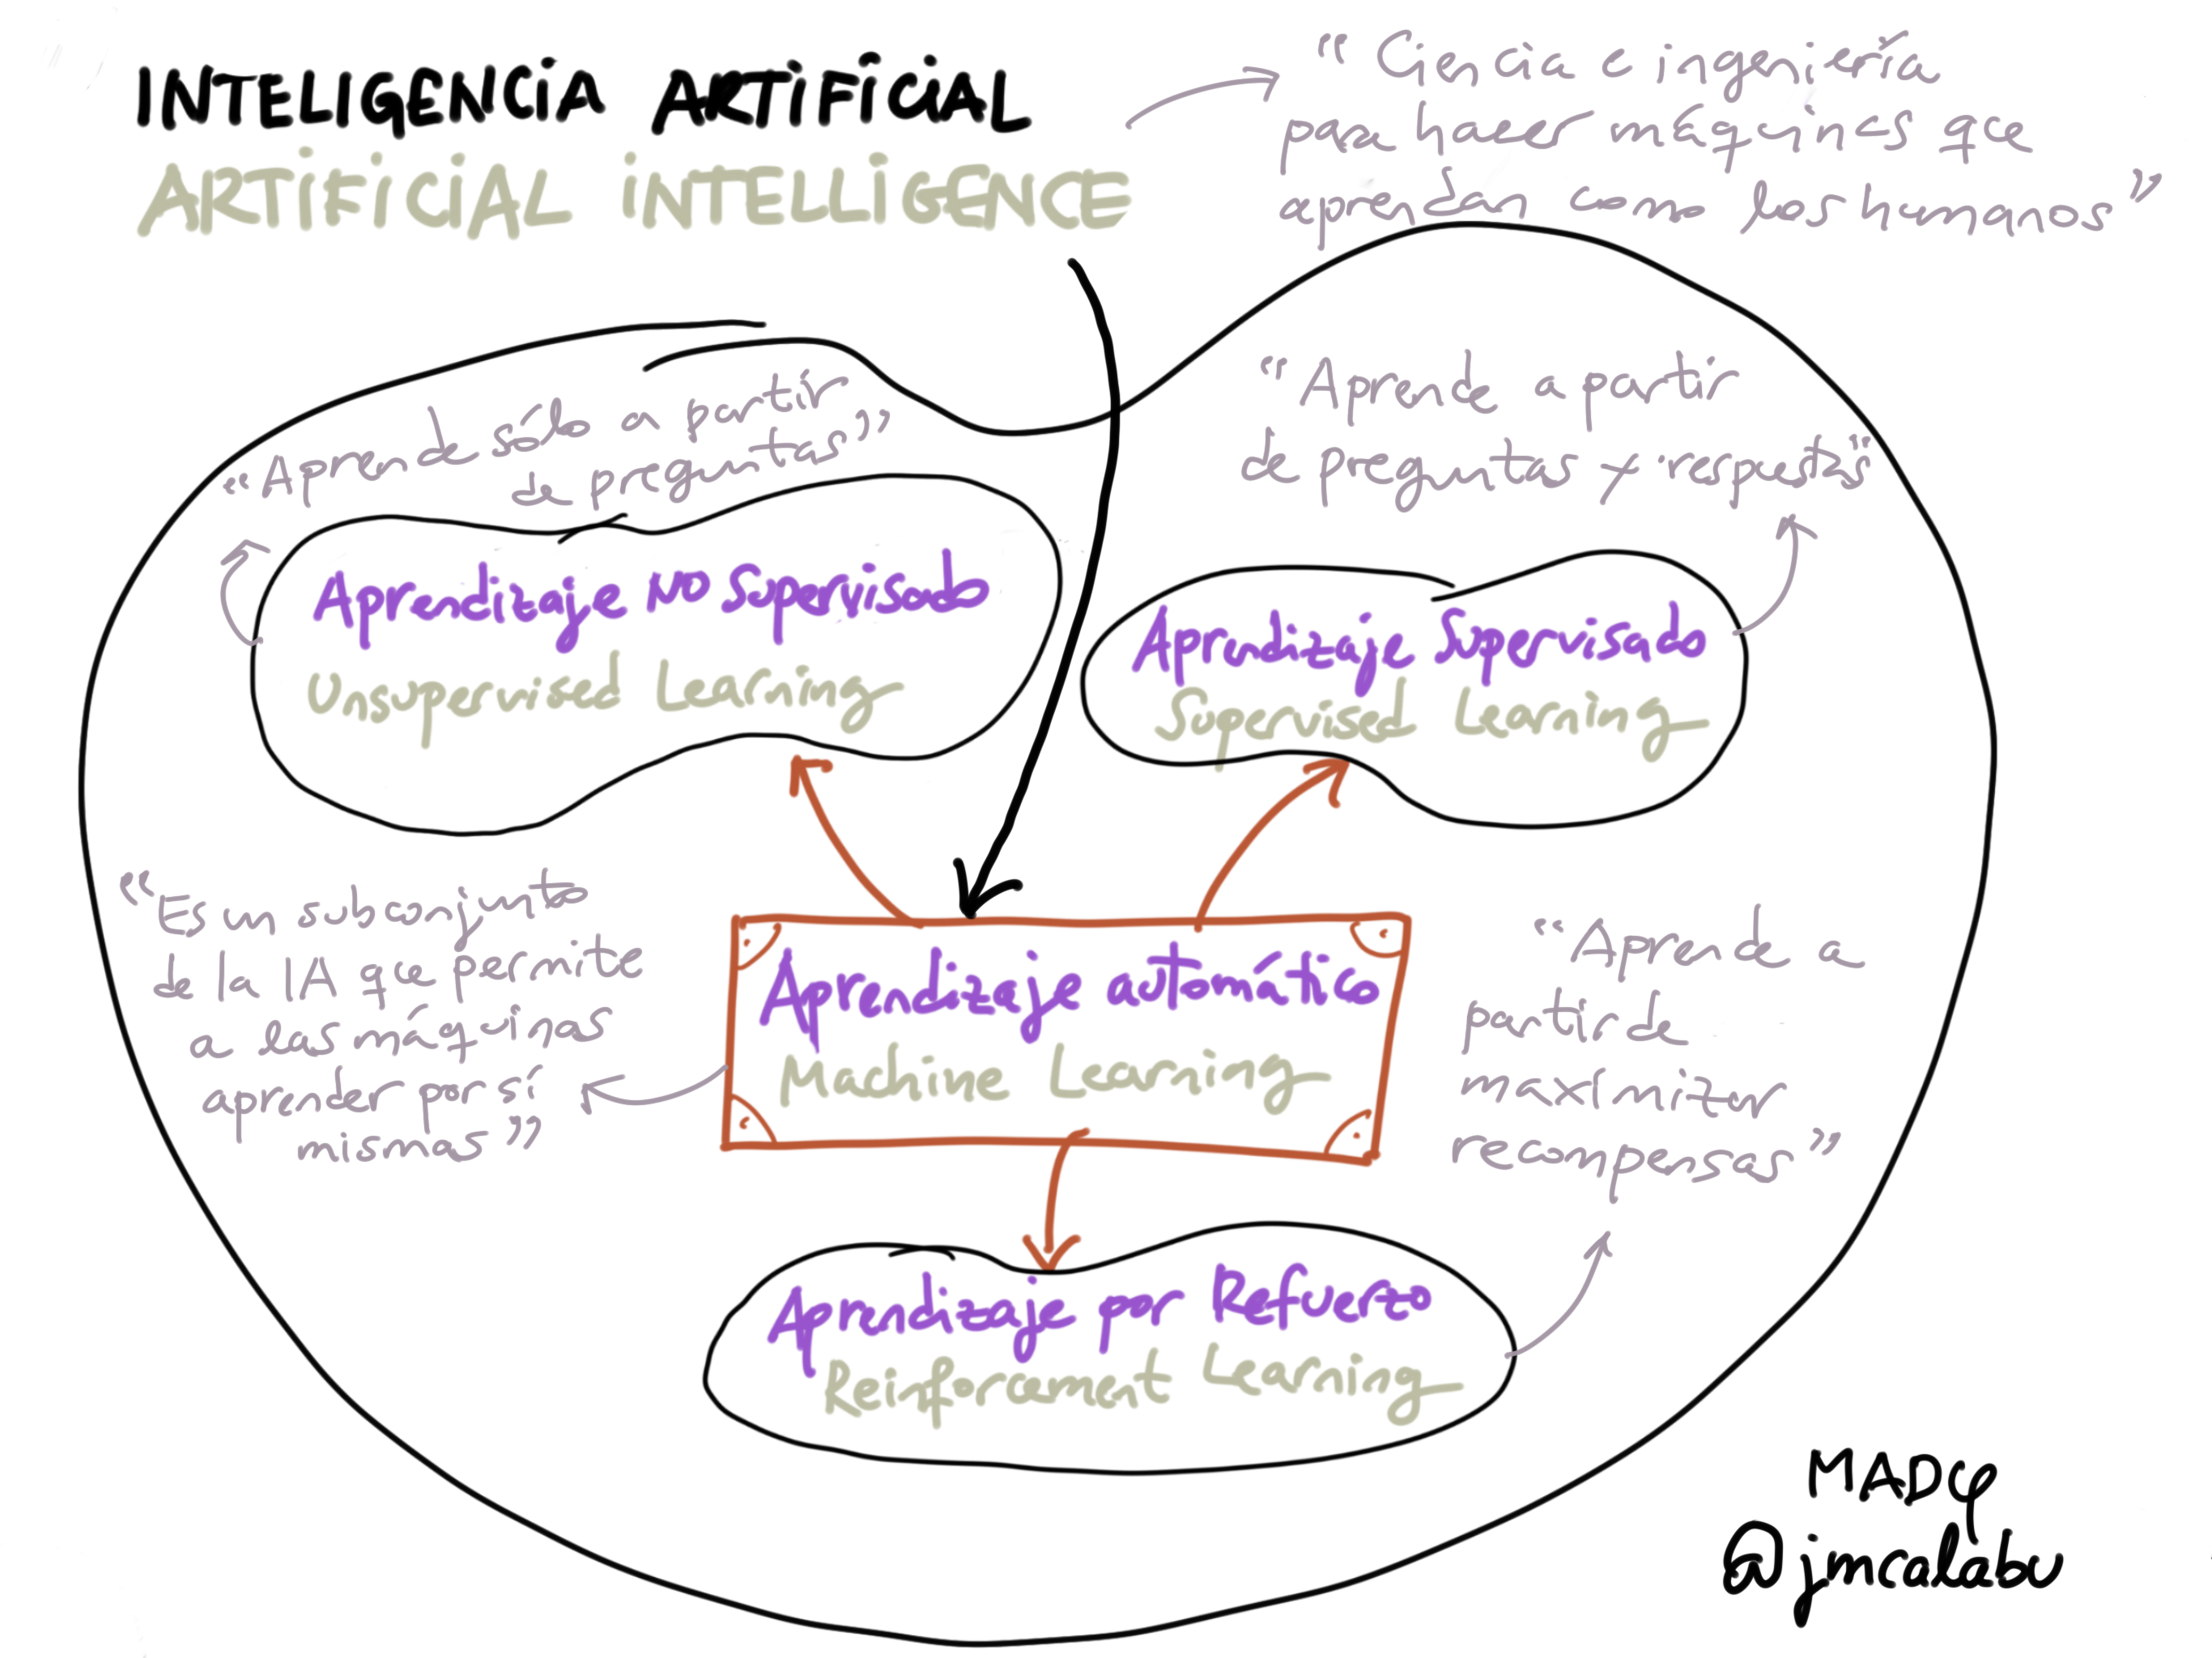 INTELIGENCIA ARTIFICIAL
ARTIFICIAL INTELLIGENCE
"Ciencia e ingeniería
para hacer máquinas que
aprendan como los humanos"
"Aprende sólo a partir
de preguntas"
Aprendizaje NO Supervisado
Unsupervised Learning
"Aprende a partir
de preguntas y respuestas"
Aprendizaje Supervisado
Supervised Learning
"Es un subconjunto
de la IA que permite
a las máquinas
aprender por sí
mismas"
Aprendizaje automático
Machine Learning
"Aprende a
partir de
maximizar
recompensas"
Aprendizaje por Refuerzo
Reinforcement Learning
MADφ
@jmcalabu